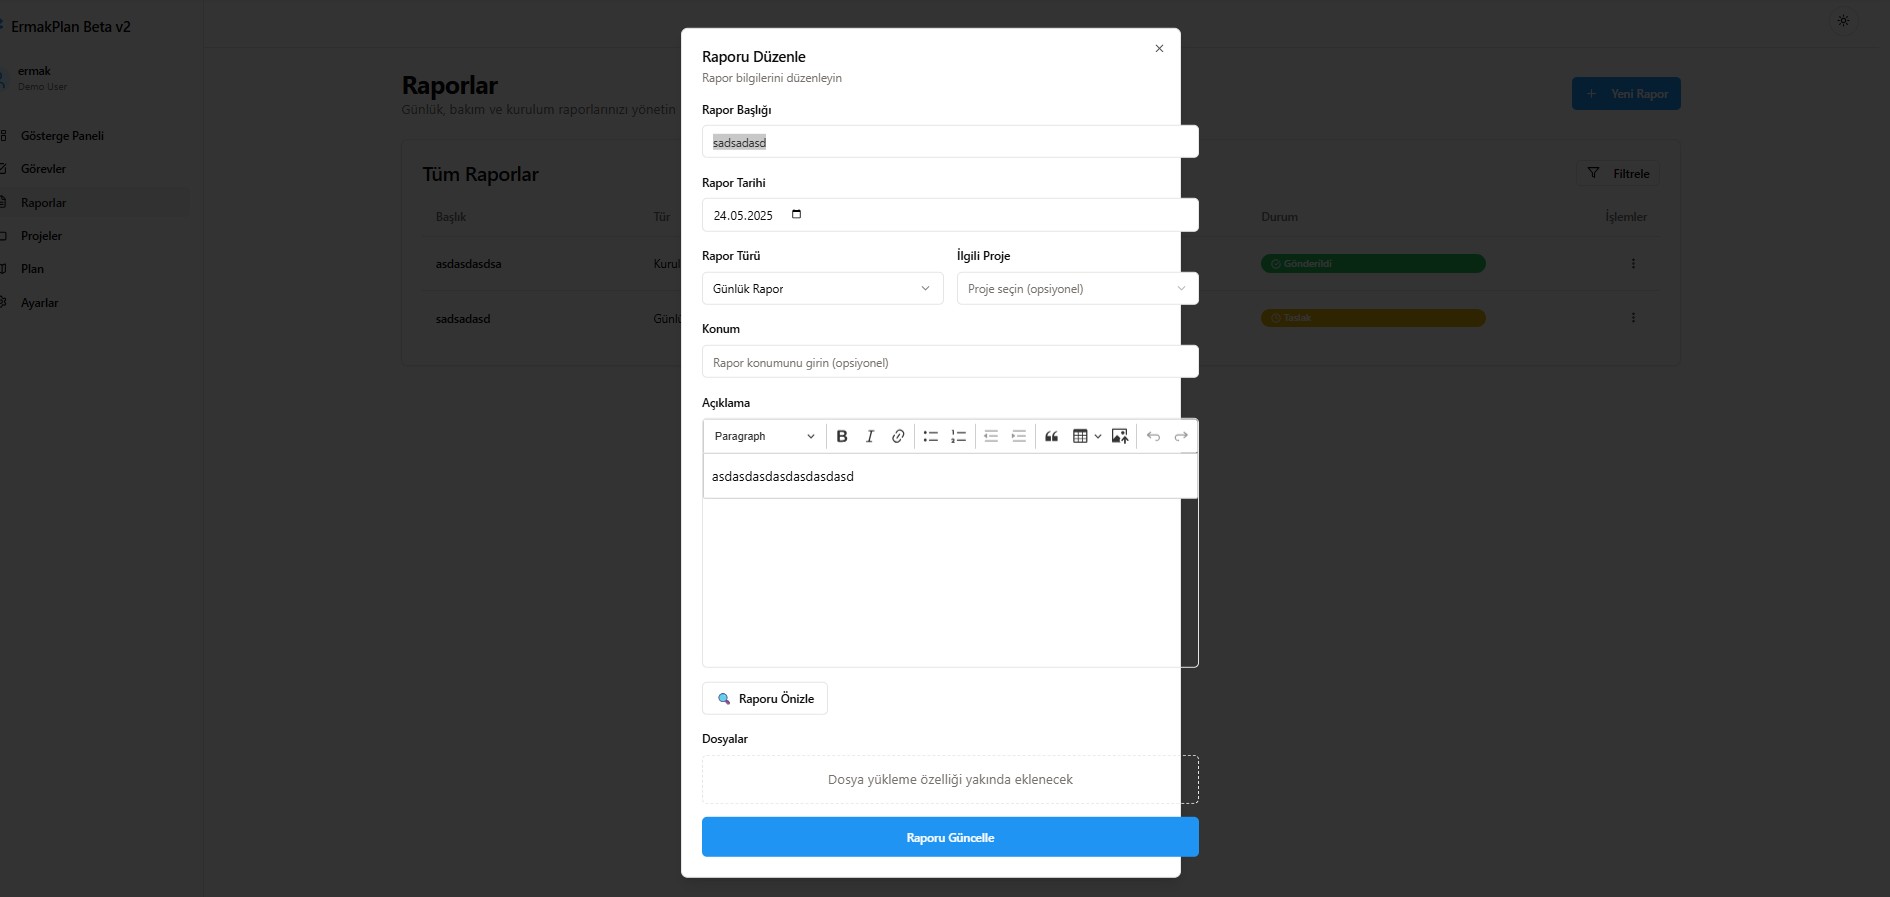 ErmakPlan Beta v2
ermak
Demo User
Gösterge Paneli
Görevler
Raporlar
Projeler
Plan
Ayarlar
Raporlar
Günlük, bakım ve kurulum raporlarınızı yönetin
Yeni Rapor
Tüm Raporlar
Filtrele
Başlık Tür Durum İşlemler
asdasdasdsa Kurul Gönderildi
sadsadasd Günlü Taslak
Raporu Düzenle
Rapor bilgilerini düzenleyin
Rapor Başlığı
sadsadasd
Rapor Tarihi
24.05.2025
Rapor Türü İlgili Proje
Günlük Rapor Proje seçin (opsiyonel)
Konum
Rapor konumunu girin (opsiyonel)
Açıklama
Paragraph
asdasdasdasdasdasdasd
Raporu Önizle
Dosyalar
Dosya yükleme özelliği yakında eklenecek
Raporu Güncelle